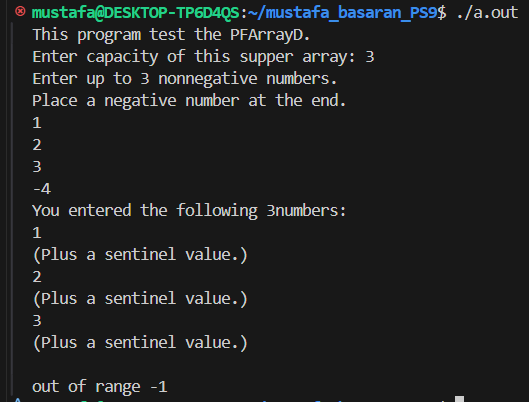 mustafa@DESKTOP-TP6D4QS:~/mustafa_basaran_PS9$ ./a.out
This program test the PFArrayD.
Enter capacity of this supper array: 3
Enter up to 3 nonnegative numbers.
Place a negative number at the end.
1
2
3
-4
You entered the following 3numbers:
1
(Plus a sentinel value.)
2
(Plus a sentinel value.)
3
(Plus a sentinel value.)
out of range -1